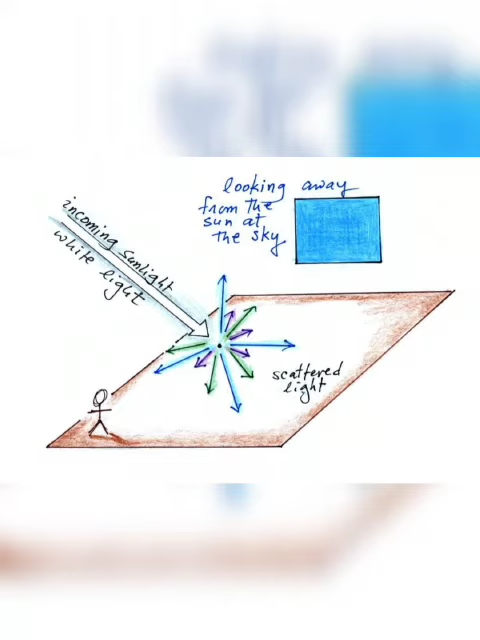 looking away
from the
sun at
the sky
incoming sunlight
white light
scattered
light